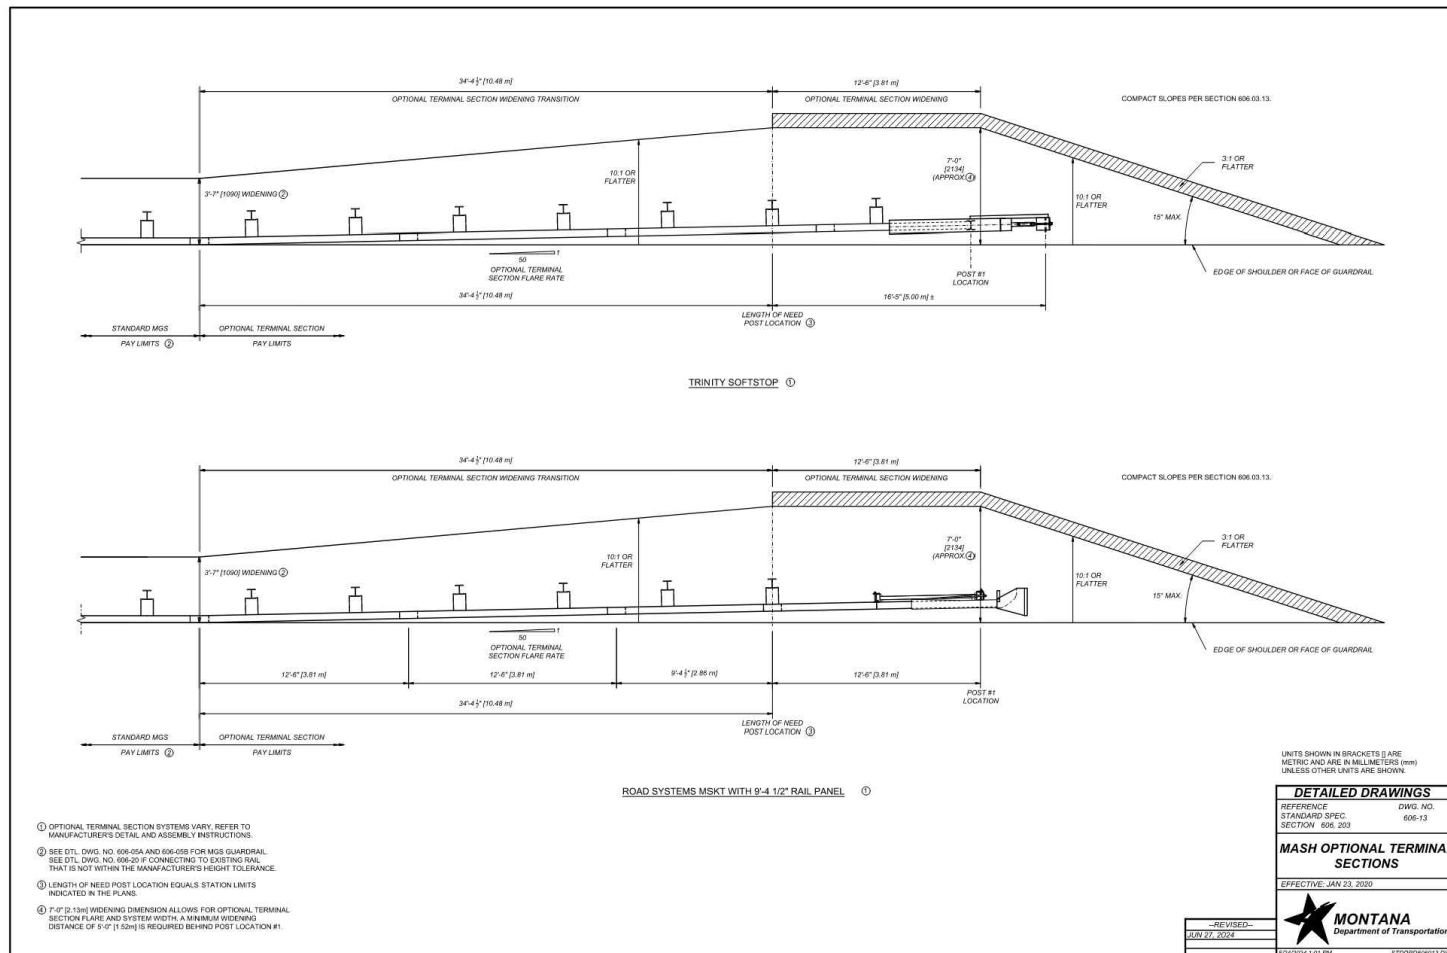 34'-4 1/2" [10.48 m]
12'-6" [3.81 m]
OPTIONAL TERMINAL SECTION WIDENING TRANSITION
OPTIONAL TERMINAL SECTION WIDENING
COMPACT SLOPES PER SECTION 606.03.13.
3:1 OR
FLATTER
7'-0"
[2134]
(APPROX.④)
10:1 OR
FLATTER
3'-7" [1090] WIDENING ②
10:1 OR
FLATTER
15° MAX.
1
50
OPTIONAL TERMINAL
SECTION FLARE RATE
POST #1
LOCATION
EDGE OF SHOULDER OR FACE OF GUARDRAIL
34'-4 1/2" [10.48 m]
16'-5" [5.00 m] ±
LENGTH OF NEED
POST LOCATION ③
STANDARD MGS
OPTIONAL TERMINAL SECTION
PAY LIMITS ②
PAY LIMITS
TRINITY SOFTSTOP ①
34'-4 1/2" [10.48 m]
12'-6" [3.81 m]
OPTIONAL TERMINAL SECTION WIDENING TRANSITION
OPTIONAL TERMINAL SECTION WIDENING
COMPACT SLOPES PER SECTION 606.03.13.
3:1 OR
FLATTER
7'-0"
[2134]
(APPROX.④)
10:1 OR
FLATTER
3'-7" [1090] WIDENING ②
10:1 OR
FLATTER
15° MAX.
1
50
OPTIONAL TERMINAL
SECTION FLARE RATE
EDGE OF SHOULDER OR FACE OF GUARDRAIL
12'-6" [3.81 m]
12'-6" [3.81 m]
9'-4 1/2" [2.86 m]
12'-6" [3.81 m]
POST #1
LOCATION
34'-4 1/2" [10.48 m]
LENGTH OF NEED
POST LOCATION ③
STANDARD MGS
OPTIONAL TERMINAL SECTION
PAY LIMITS ②
PAY LIMITS
ROAD SYSTEMS MSKT WITH 9'-4 1/2" RAIL PANEL ①
① OPTIONAL TERMINAL SECTION SYSTEMS VARY, REFER TO
MANUFACTURER'S DETAIL AND ASSEMBLY INSTRUCTIONS.
② SEE DTL. DWG. NO. 606-05A AND 606-05B FOR MGS GUARDRAIL.
SEE DTL. DWG. NO. 606-20 IF CONNECTING TO EXISTING RAIL
THAT IS NOT WITHIN THE MANAFACTURER'S HEIGHT TOLERANCE.
③ LENGTH OF NEED POST LOCATION EQUALS STATION LIMITS
INDICATED IN THE PLANS.
④ 7'-0" [2.13m] WIDENING DIMENSION ALLOWS FOR OPTIONAL TERMINAL
SECTION FLARE AND SYSTEM WIDTH. A MINIMUM WIDENING
DISTANCE OF 5'-0" [1.52m] IS REQUIRED BEHIND POST LOCATION #1.
UNITS SHOWN IN BRACKETS [] ARE
METRIC AND ARE IN MILLIMETERS (mm)
UNLESS OTHER UNITS ARE SHOWN.
DETAILED DRAWINGS
REFERENCE DWG. NO.
STANDARD SPEC. 606-13
SECTION 606, 203
MASH OPTIONAL TERMINA
SECTIONS
EFFECTIVE: JAN 23, 2020
--REVISED--
JUN 27, 2024
MONTANA
Department of Transportation